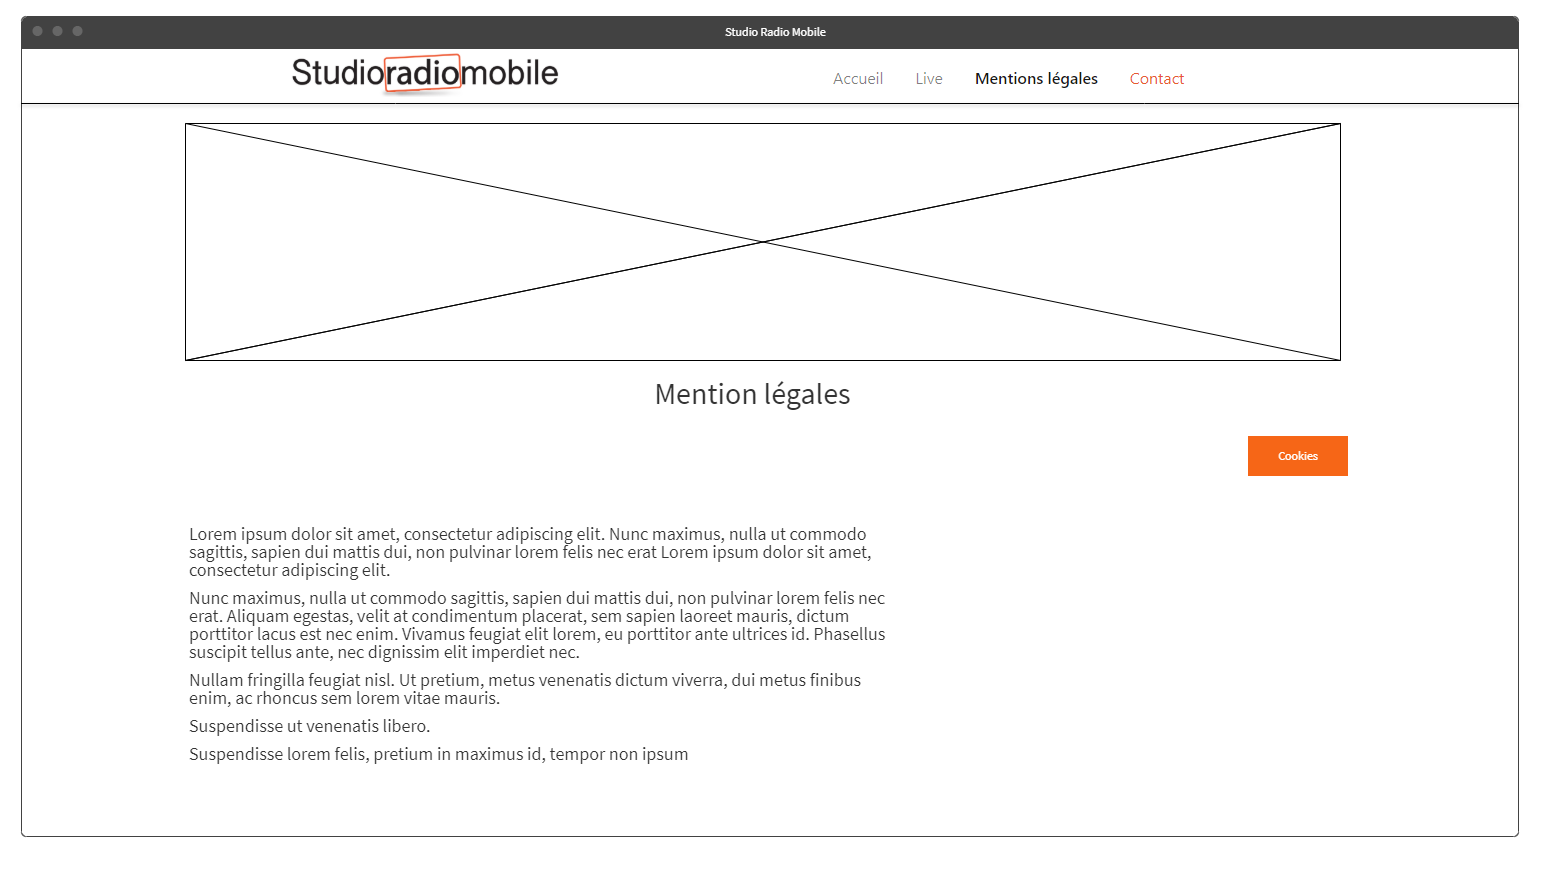 Studio Radio Mobile
Studioradiomobile
Accueil Live Mentions légales Contact
Mention légales
Cookies
Lorem ipsum dolor sit amet, consectetur adipiscing elit. Nunc maximus, nulla ut commodo
sagittis, sapien dui mattis dui, non pulvinar lorem felis nec erat Lorem ipsum dolor sit amet,
consectetur adipiscing elit.
Nunc maximus, nulla ut commodo sagittis, sapien dui mattis dui, non pulvinar lorem felis nec
erat. Aliquam egestas, velit at condimentum placerat, sem sapien laoreet mauris, dictum
porttitor lacus est nec enim. Vivamus feugiat elit lorem, eu porttitor ante ultrices id. Phasellus
suscipit tellus ante, nec dignissim elit imperdiet nec.
Nullam fringilla feugiat nisl. Ut pretium, metus venenatis dictum viverra, dui metus finibus
enim, ac rhoncus sem lorem vitae mauris.
Suspendisse ut venenatis libero.
Suspendisse lorem felis, pretium in maximus id, tempor non ipsum